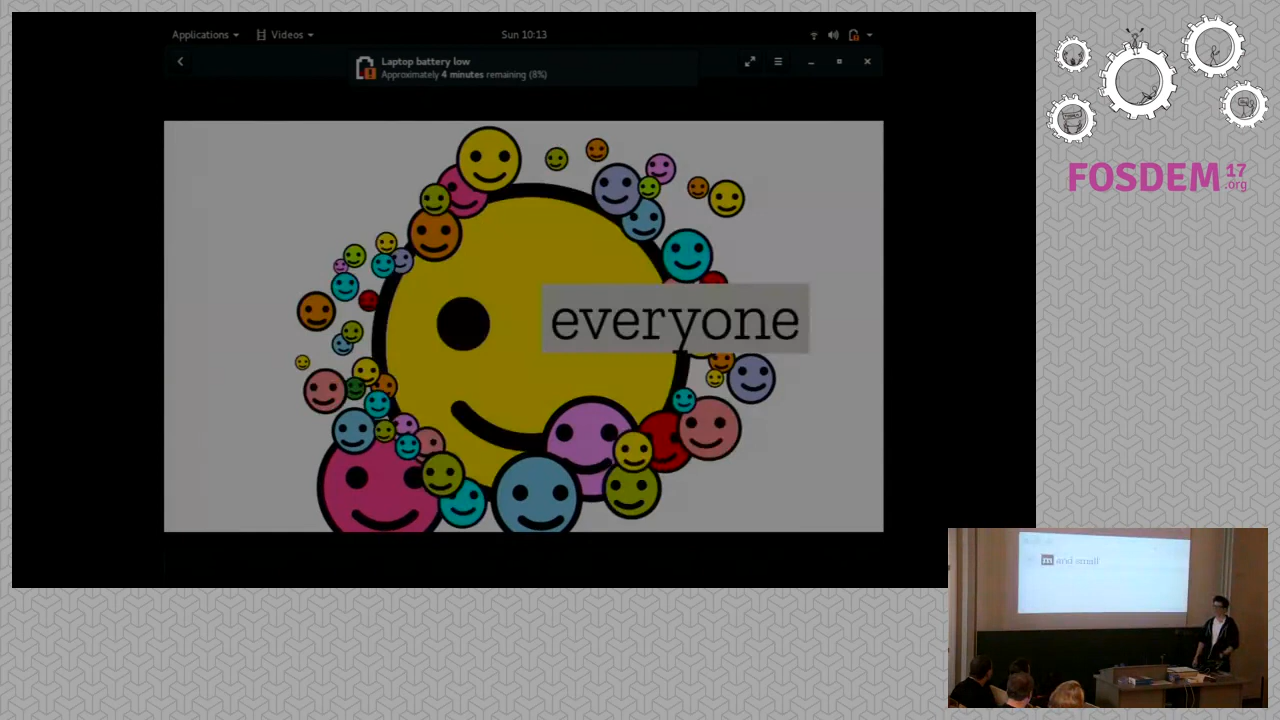 Applications
Videos
Sun 10:13
Laptop battery low
Approximately 4 minutes remaining (8%)
everyone
FOSDEM 17
.org
m and small